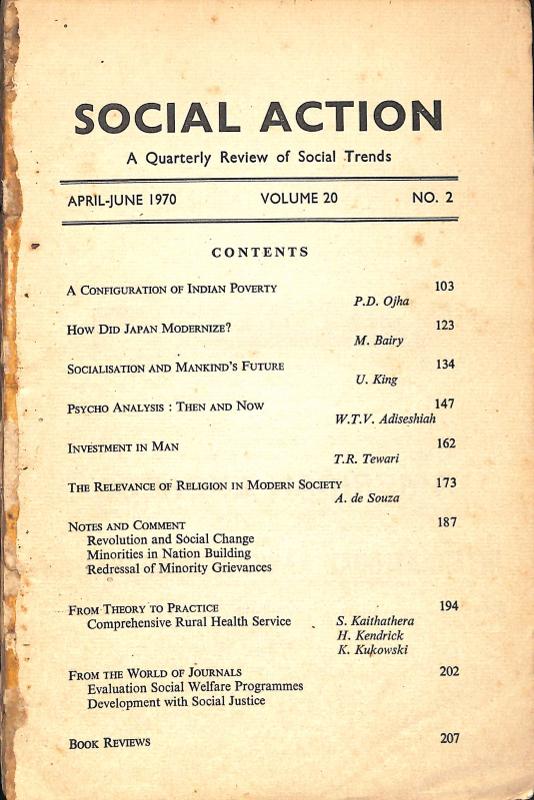 SOCIAL ACTION
A Quarterly Review of Social Trends
APRIL-JUNE 1970 VOLUME 20 NO. 2
CONTENTS
A CONFIGURATION OF INDIAN POVERTY 103
P.D. Ojha
HOW DID JAPAN MODERNIZE? 123
M. Bairy
SOCIALISATION AND MANKIND'S FUTURE 134
U. King
PSYCHO ANALYSIS : THEN AND NOW 147
W.T.V. Adiseshiah
INVESTMENT IN MAN 162
T.R. Tewari
THE RELEVANCE OF RELIGION IN MODERN SOCIETY 173
A. de Souza
NOTES AND COMMENT 187
Revolution and Social Change
Minorities in Nation Building
Redressal of Minority Grievances
FROM THEORY TO PRACTICE 194
Comprehensive Rural Health Service S. Kaithathera
H. Kendrick
K. Kukowski
FROM THE WORLD OF JOURNALS 202
Evaluation Social Welfare Programmes
Development with Social Justice
BOOK REVIEWS 207